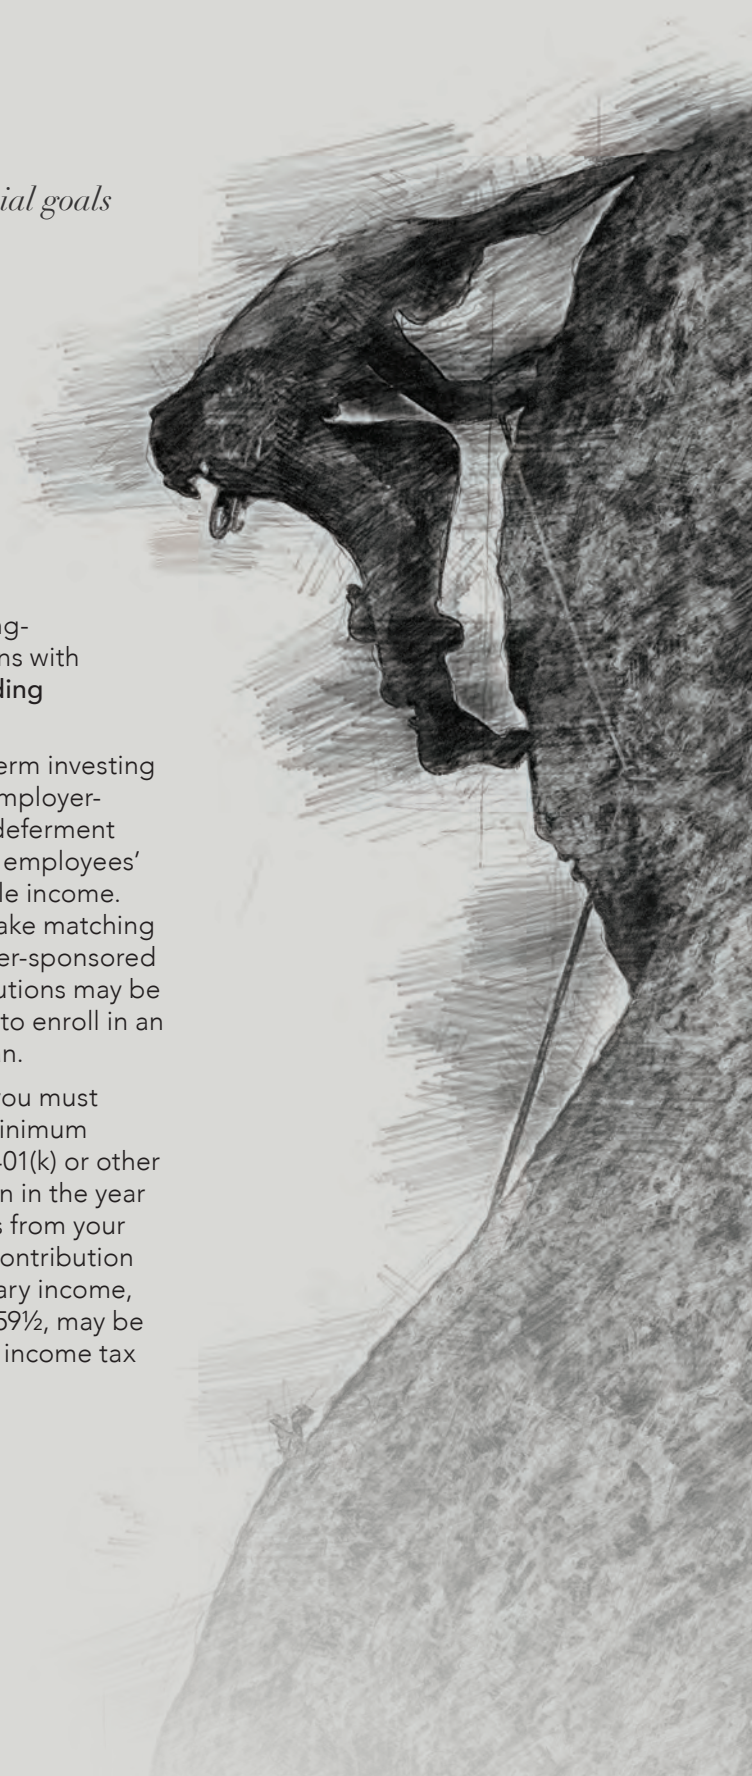 ial goals
ng-
ns with
ding
erm investing
mployer-
deferment
employees’
le income.
ake matching
er-sponsored
utions may be
to enroll in an
n.
you must
inimum
01(k) or other
n in the year
s from your
ontribution
ary income,
59½, may be
income tax